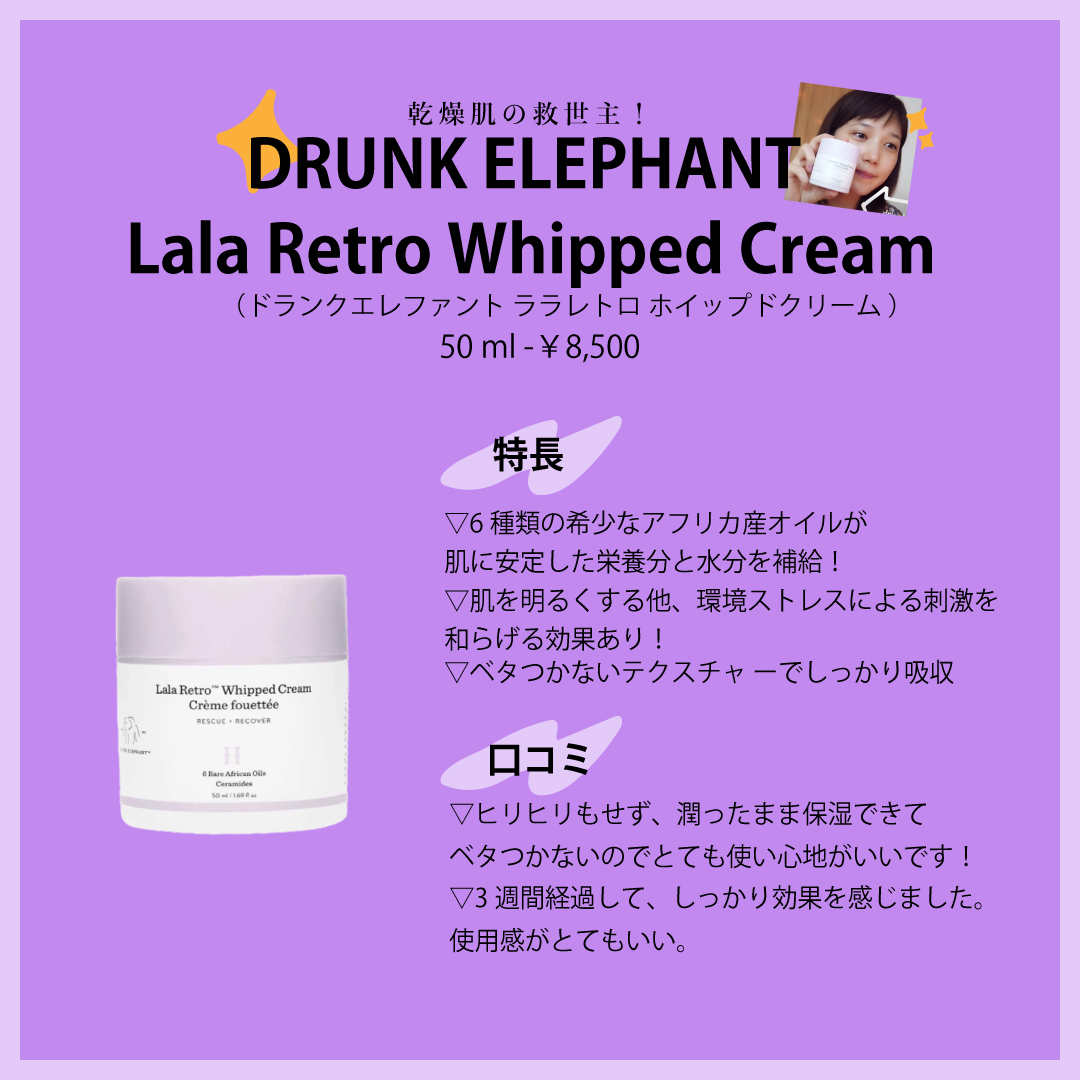 乾燥肌の救世主！
DRUNK ELEPHANT
Lala Retro Whipped Cream
（ドランクエレファント ララレトロ ホイップドクリーム）
50 ml -￥8,500
特長
▽6 種類の希少なアフリカ産オイルが
肌に安定した栄養分と水分を補給！
▽肌を明るくする他、環境ストレスによる刺激を
和らげる効果あり！
▽ベタつかないテクスチャ ーでしっかり吸収
Lala Retro™ Whipped Cream
Crème fouettée
RESCUE + RECOVER
6 Rare African Oils
Ceramides
50 ml / 1.69 fl oz
口コミ
▽ヒリヒリもせず、潤ったまま保湿できて
ベタつかないのでとても使い心地がいいです！
▽3 週間経過して、しっかり効果を感じました。
使用感がとてもいい。